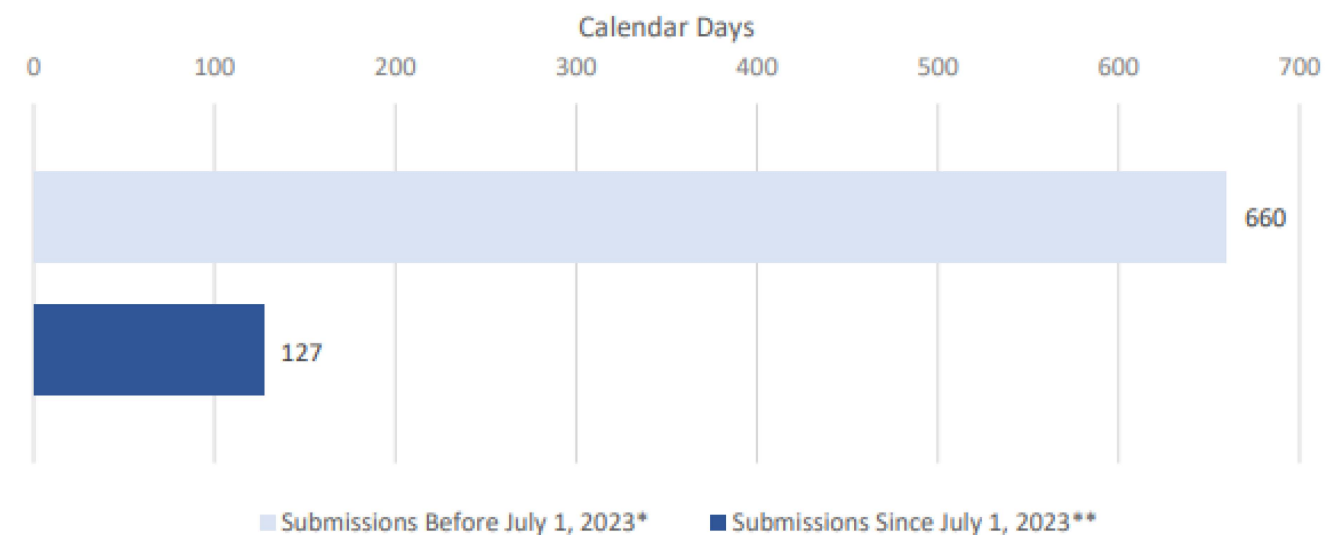 Calendar Days
0 100 200 300 400 500 600 700
660
127
Submissions Before July 1, 2023* Submissions Since July 1, 2023**